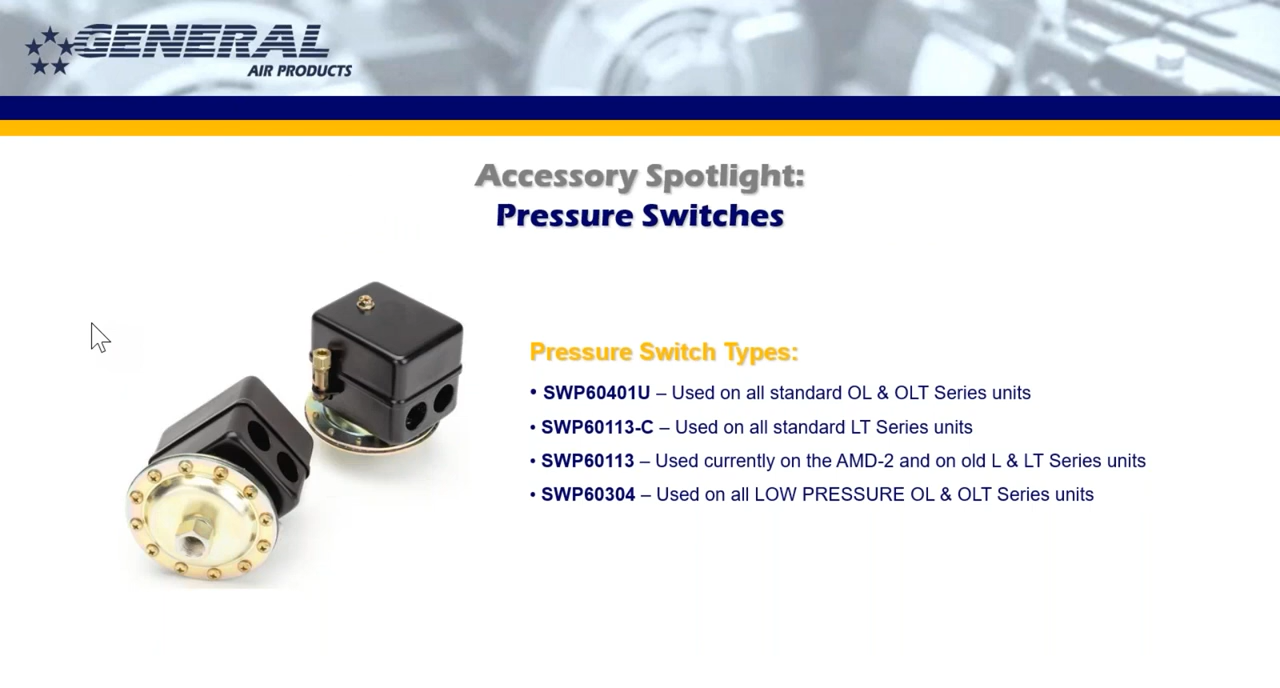 GENERAL
AIR PRODUCTS
Accessory Spotlight:
Pressure Switches
Pressure Switch Types:
• SWP60401U – Used on all standard OL & OLT Series units
• SWP60113-C – Used on all standard LT Series units
• SWP60113 – Used currently on the AMD-2 and on old L & LT Series units
• SWP60304 – Used on all LOW PRESSURE OL & OLT Series units